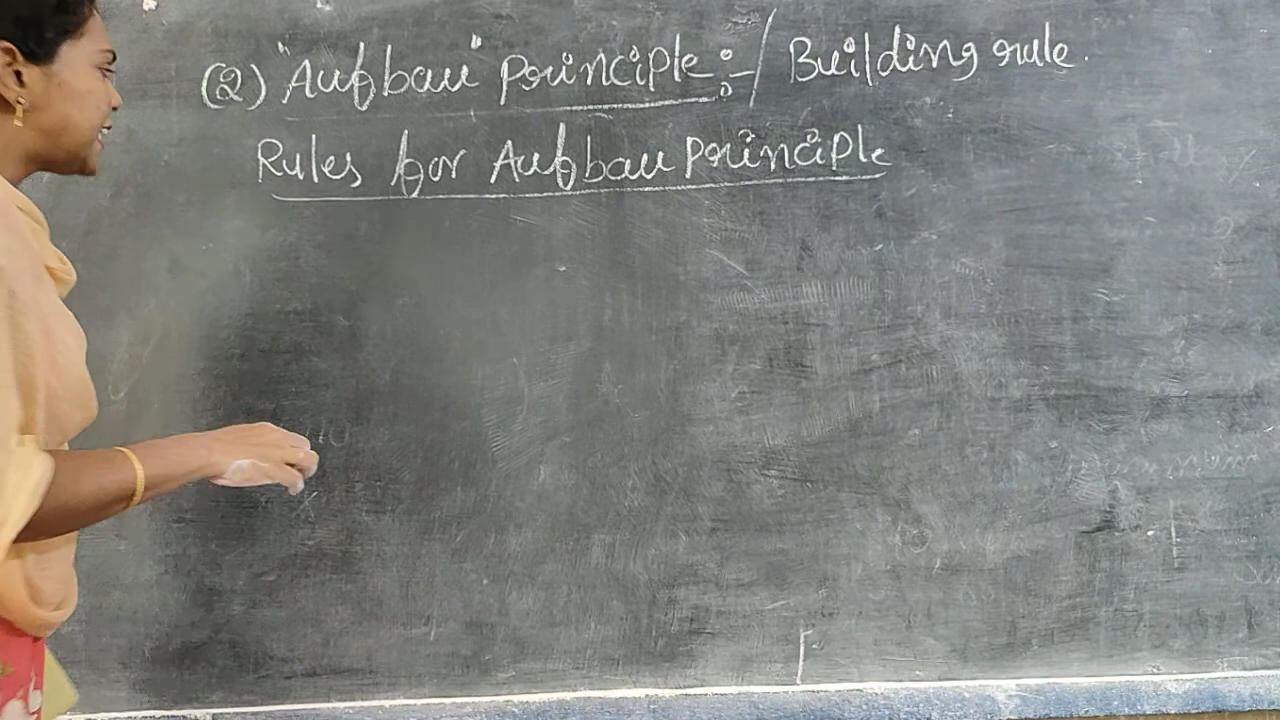 (2) "Aufbau" Principle :- / Building rule.
Rules for Aufbau Principle